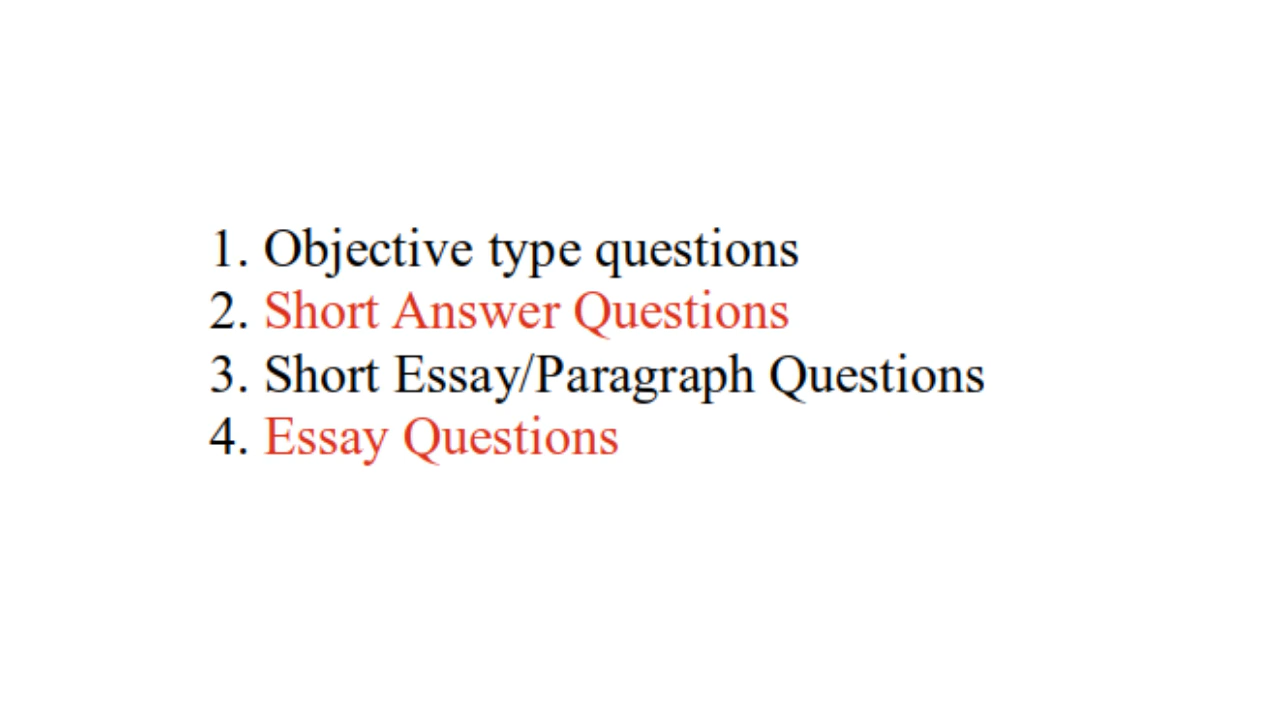 1. Objective type questions
2. Short Answer Questions
3. Short Essay/Paragraph Questions
4. Essay Questions